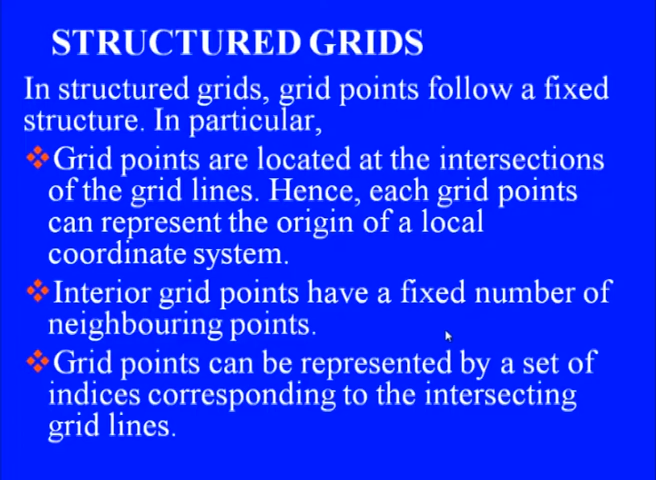 STRUCTURED GRIDS
In structured grids, grid points follow a fixed
structure. In particular,
❖Grid points are located at the intersections
of the grid lines. Hence, each grid points
can represent the origin of a local
coordinate system.
❖Interior grid points have a fixed number of
neighbouring points.
❖Grid points can be represented by a set of
indices corresponding to the intersecting
grid lines.